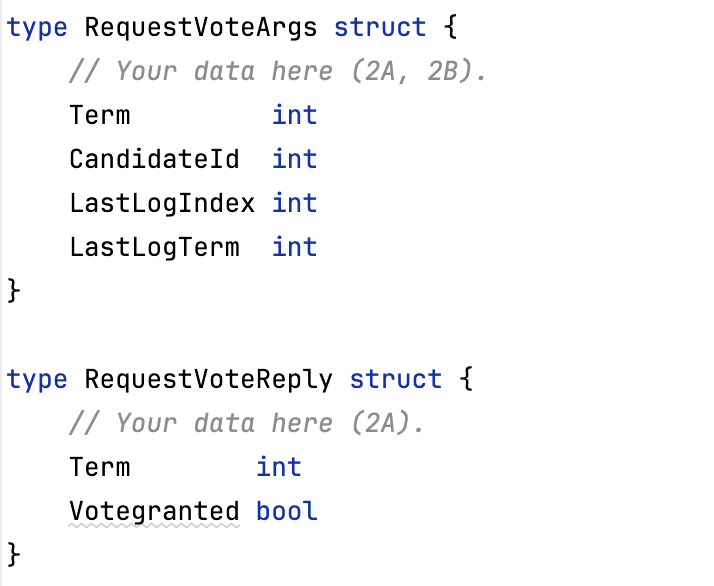 type RequestVoteArgs struct {
    // Your data here (2A, 2B).
    Term         int
    CandidateId  int
    LastLogIndex int
    LastLogTerm  int
}

type RequestVoteReply struct {
    // Your data here (2A).
    Term        int
    Votegranted bool
}